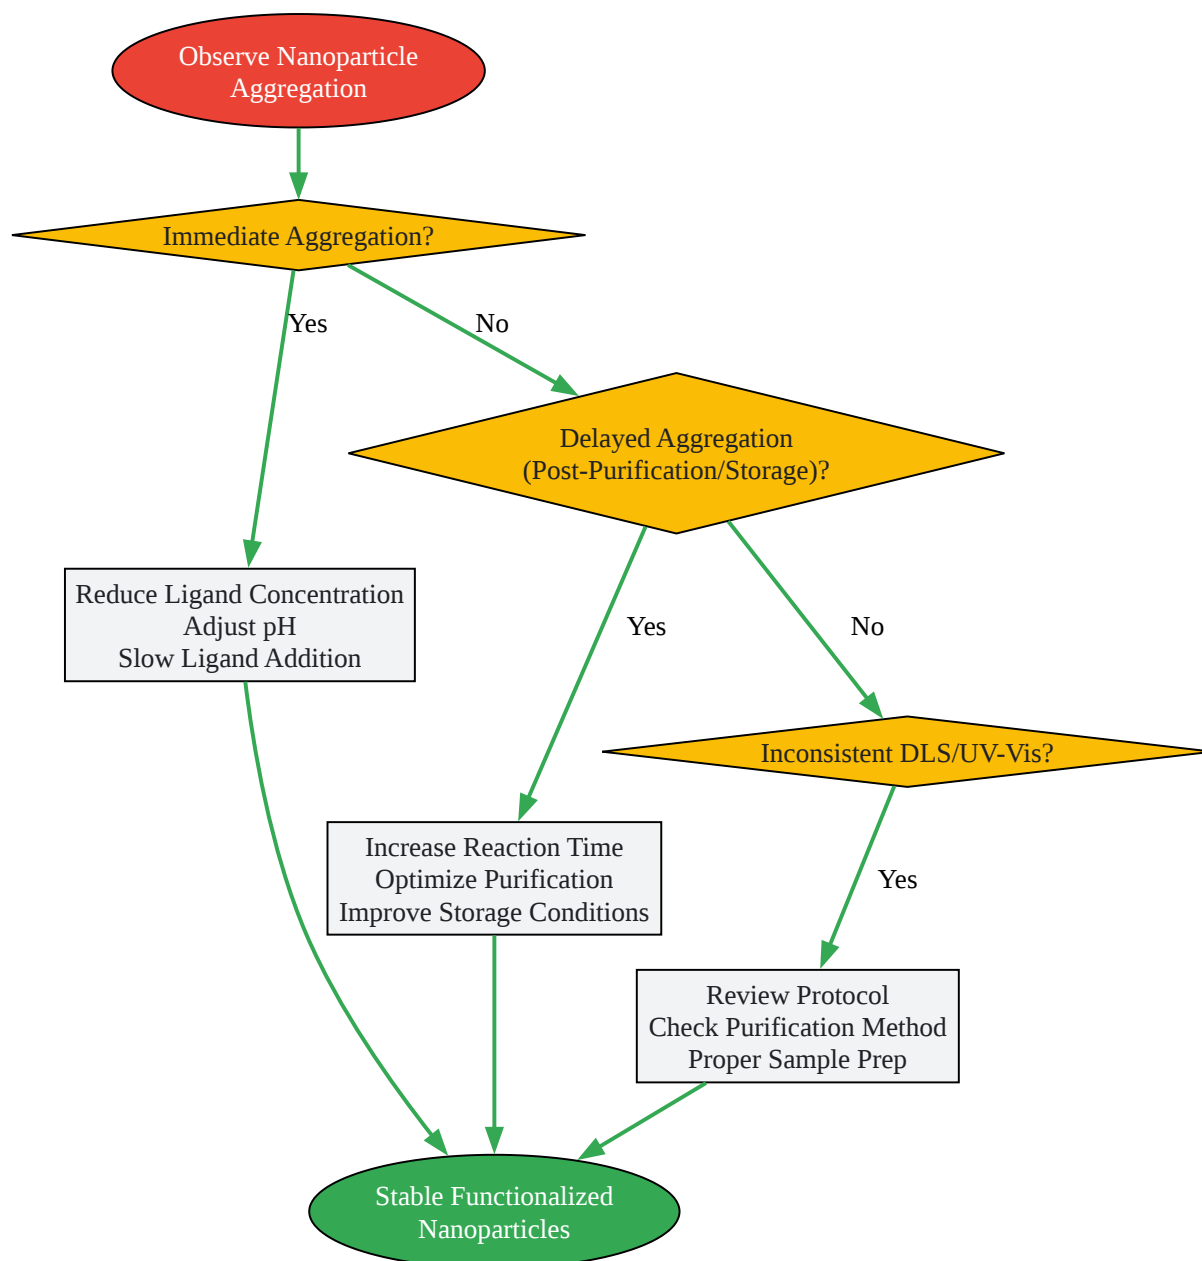 Observe Nanoparticle
Aggregation
Immediate Aggregation?
Yes
No
Delayed Aggregation
(Post-Purification/Storage)?
Reduce Ligand Concentration
Adjust pH
Slow Ligand Addition
Yes
No
Inconsistent DLS/UV-Vis?
Increase Reaction Time
Optimize Purification
Improve Storage Conditions
Yes
Review Protocol
Check Purification Method
Proper Sample Prep
Stable Functionalized
Nanoparticles